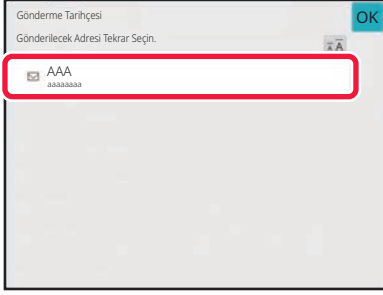 Gönderme Tarihçesi
OK
Gönderilecek Adresi Tekrar Seçin.
AAA
aaaaaaaa